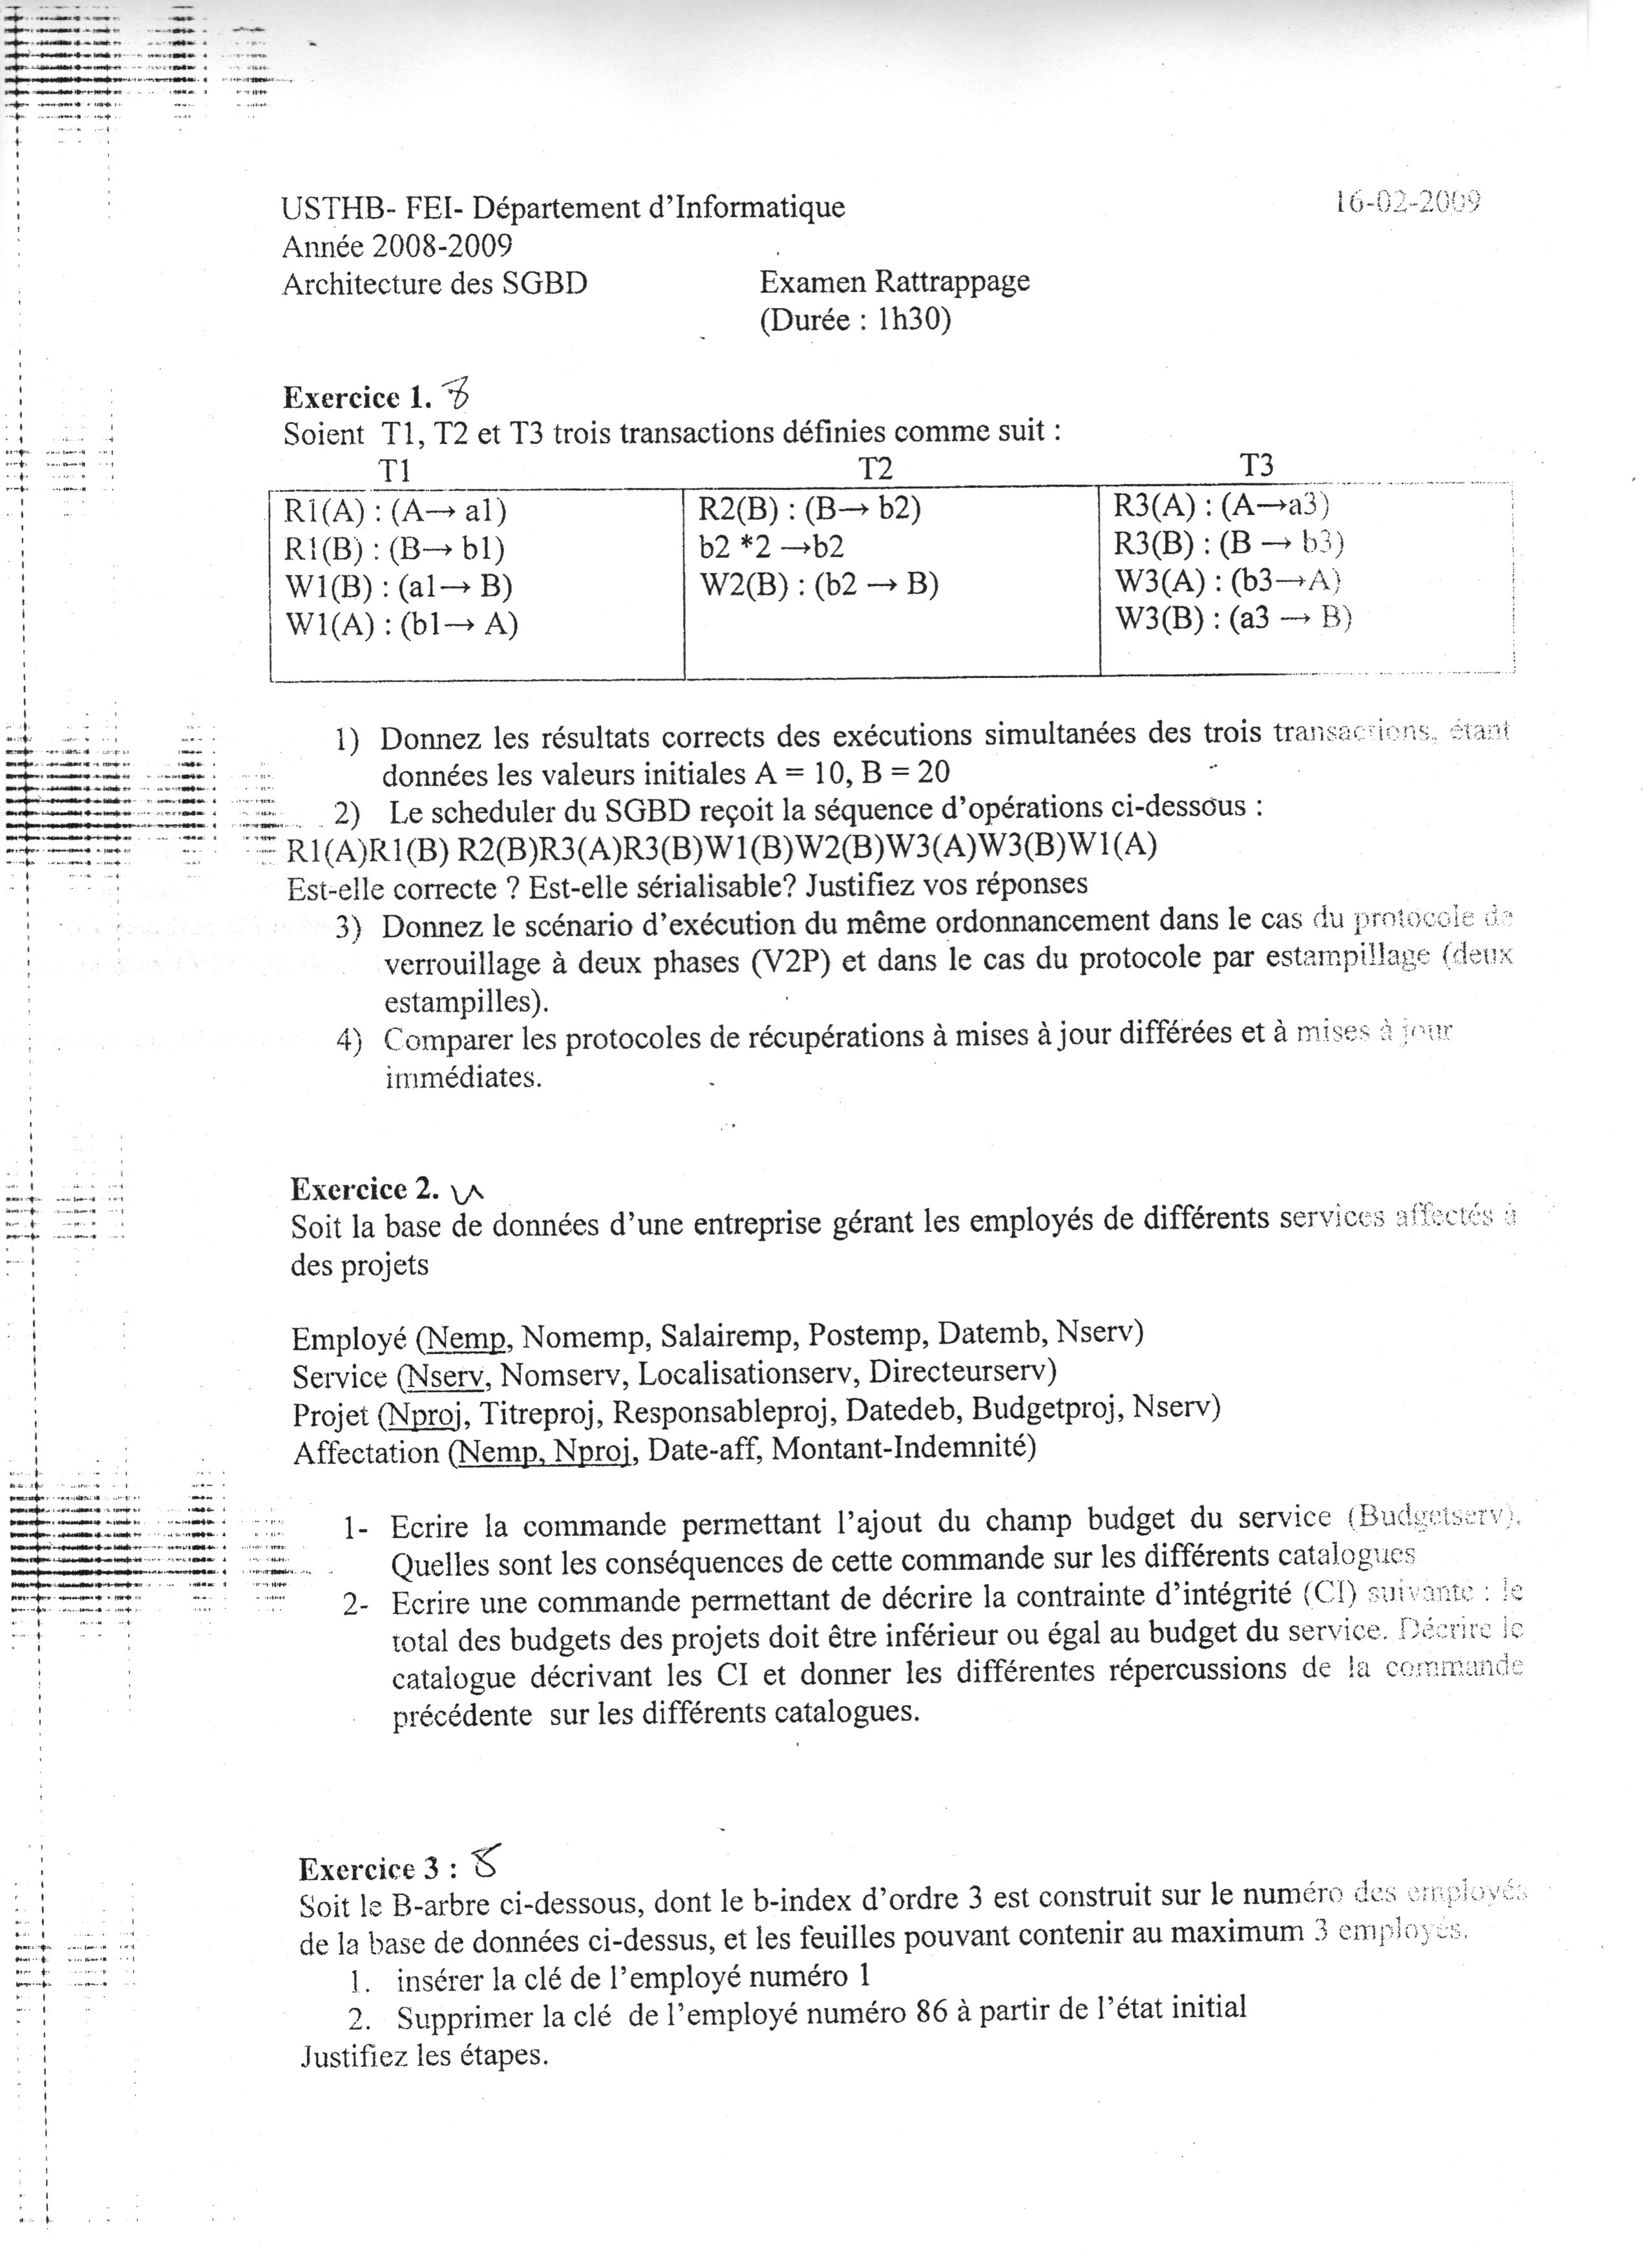 USTHB- FEI- Département d'Informatique 16-02-2009
Année 2008-2009
Architecture des SGBD Examen Rattrappage
(Durée : 1h30)
Exercice 1. 8
Soient T1, T2 et T3 trois transactions définies comme suit :
T1 T2 T3
R1(A) : (A→ a1) R2(B) : (B→ b2) R3(A) : (A→a3)
R1(B) : (B→ b1) b2 *2 →b2 R3(B) : (B → b3)
W1(B) : (a1→ B) W2(B) : (b2 → B) W3(A) : (b3→A)
W1(A) : (b1→ A) W3(B) : (a3 → B)
1) Donnez les résultats corrects des exécutions simultanées des trois transactions, étant
données les valeurs initiales A = 10, B = 20
2) Le scheduler du SGBD reçoit la séquence d'opérations ci-dessous :
R1(A)R1(B) R2(B)R3(A)R3(B)W1(B)W2(B)W3(A)W3(B)W1(A)
Est-elle correcte ? Est-elle sérialisable? Justifiez vos réponses
3) Donnez le scénario d'exécution du même ordonnancement dans le cas du protocole de
verrouillage à deux phases (V2P) et dans le cas du protocole par estampillage (deux
estampilles).
4) Comparer les protocoles de récupérations à mises à jour différées et à mises à jour
immédiates.
Exercice 2.
Soit la base de données d'une entreprise gérant les employés de différents services affectés à
des projets
Employé (Nemp, Nomemp, Salairemp, Postemp, Datemb, Nserv)
Service (Nserv, Nomserv, Localisationserv, Directeurserv)
Projet (Nproj, Titreproj, Responsableproj, Datedeb, Budgetproj, Nserv)
Affectation (Nemp, Nproj, Date-aff, Montant-Indemnité)
1- Ecrire la commande permettant l'ajout du champ budget du service (Budgetserv).
Quelles sont les conséquences de cette commande sur les différents catalogues
2- Ecrire une commande permettant de décrire la contrainte d'intégrité (CI) suivante : le
total des budgets des projets doit être inférieur ou égal au budget du service. Décrire le
catalogue décrivant les CI et donner les différentes répercussions de la commande
précédente sur les différents catalogues.
Exercice 3 : 8
Soit le B-arbre ci-dessous, dont le b-index d'ordre 3 est construit sur le numéro des employés
de la base de données ci-dessus, et les feuilles pouvant contenir au maximum 3 employés.
1. insérer la clé de l'employé numéro 1
2. Supprimer la clé de l'employé numéro 86 à partir de l'état initial
Justifiez les étapes.